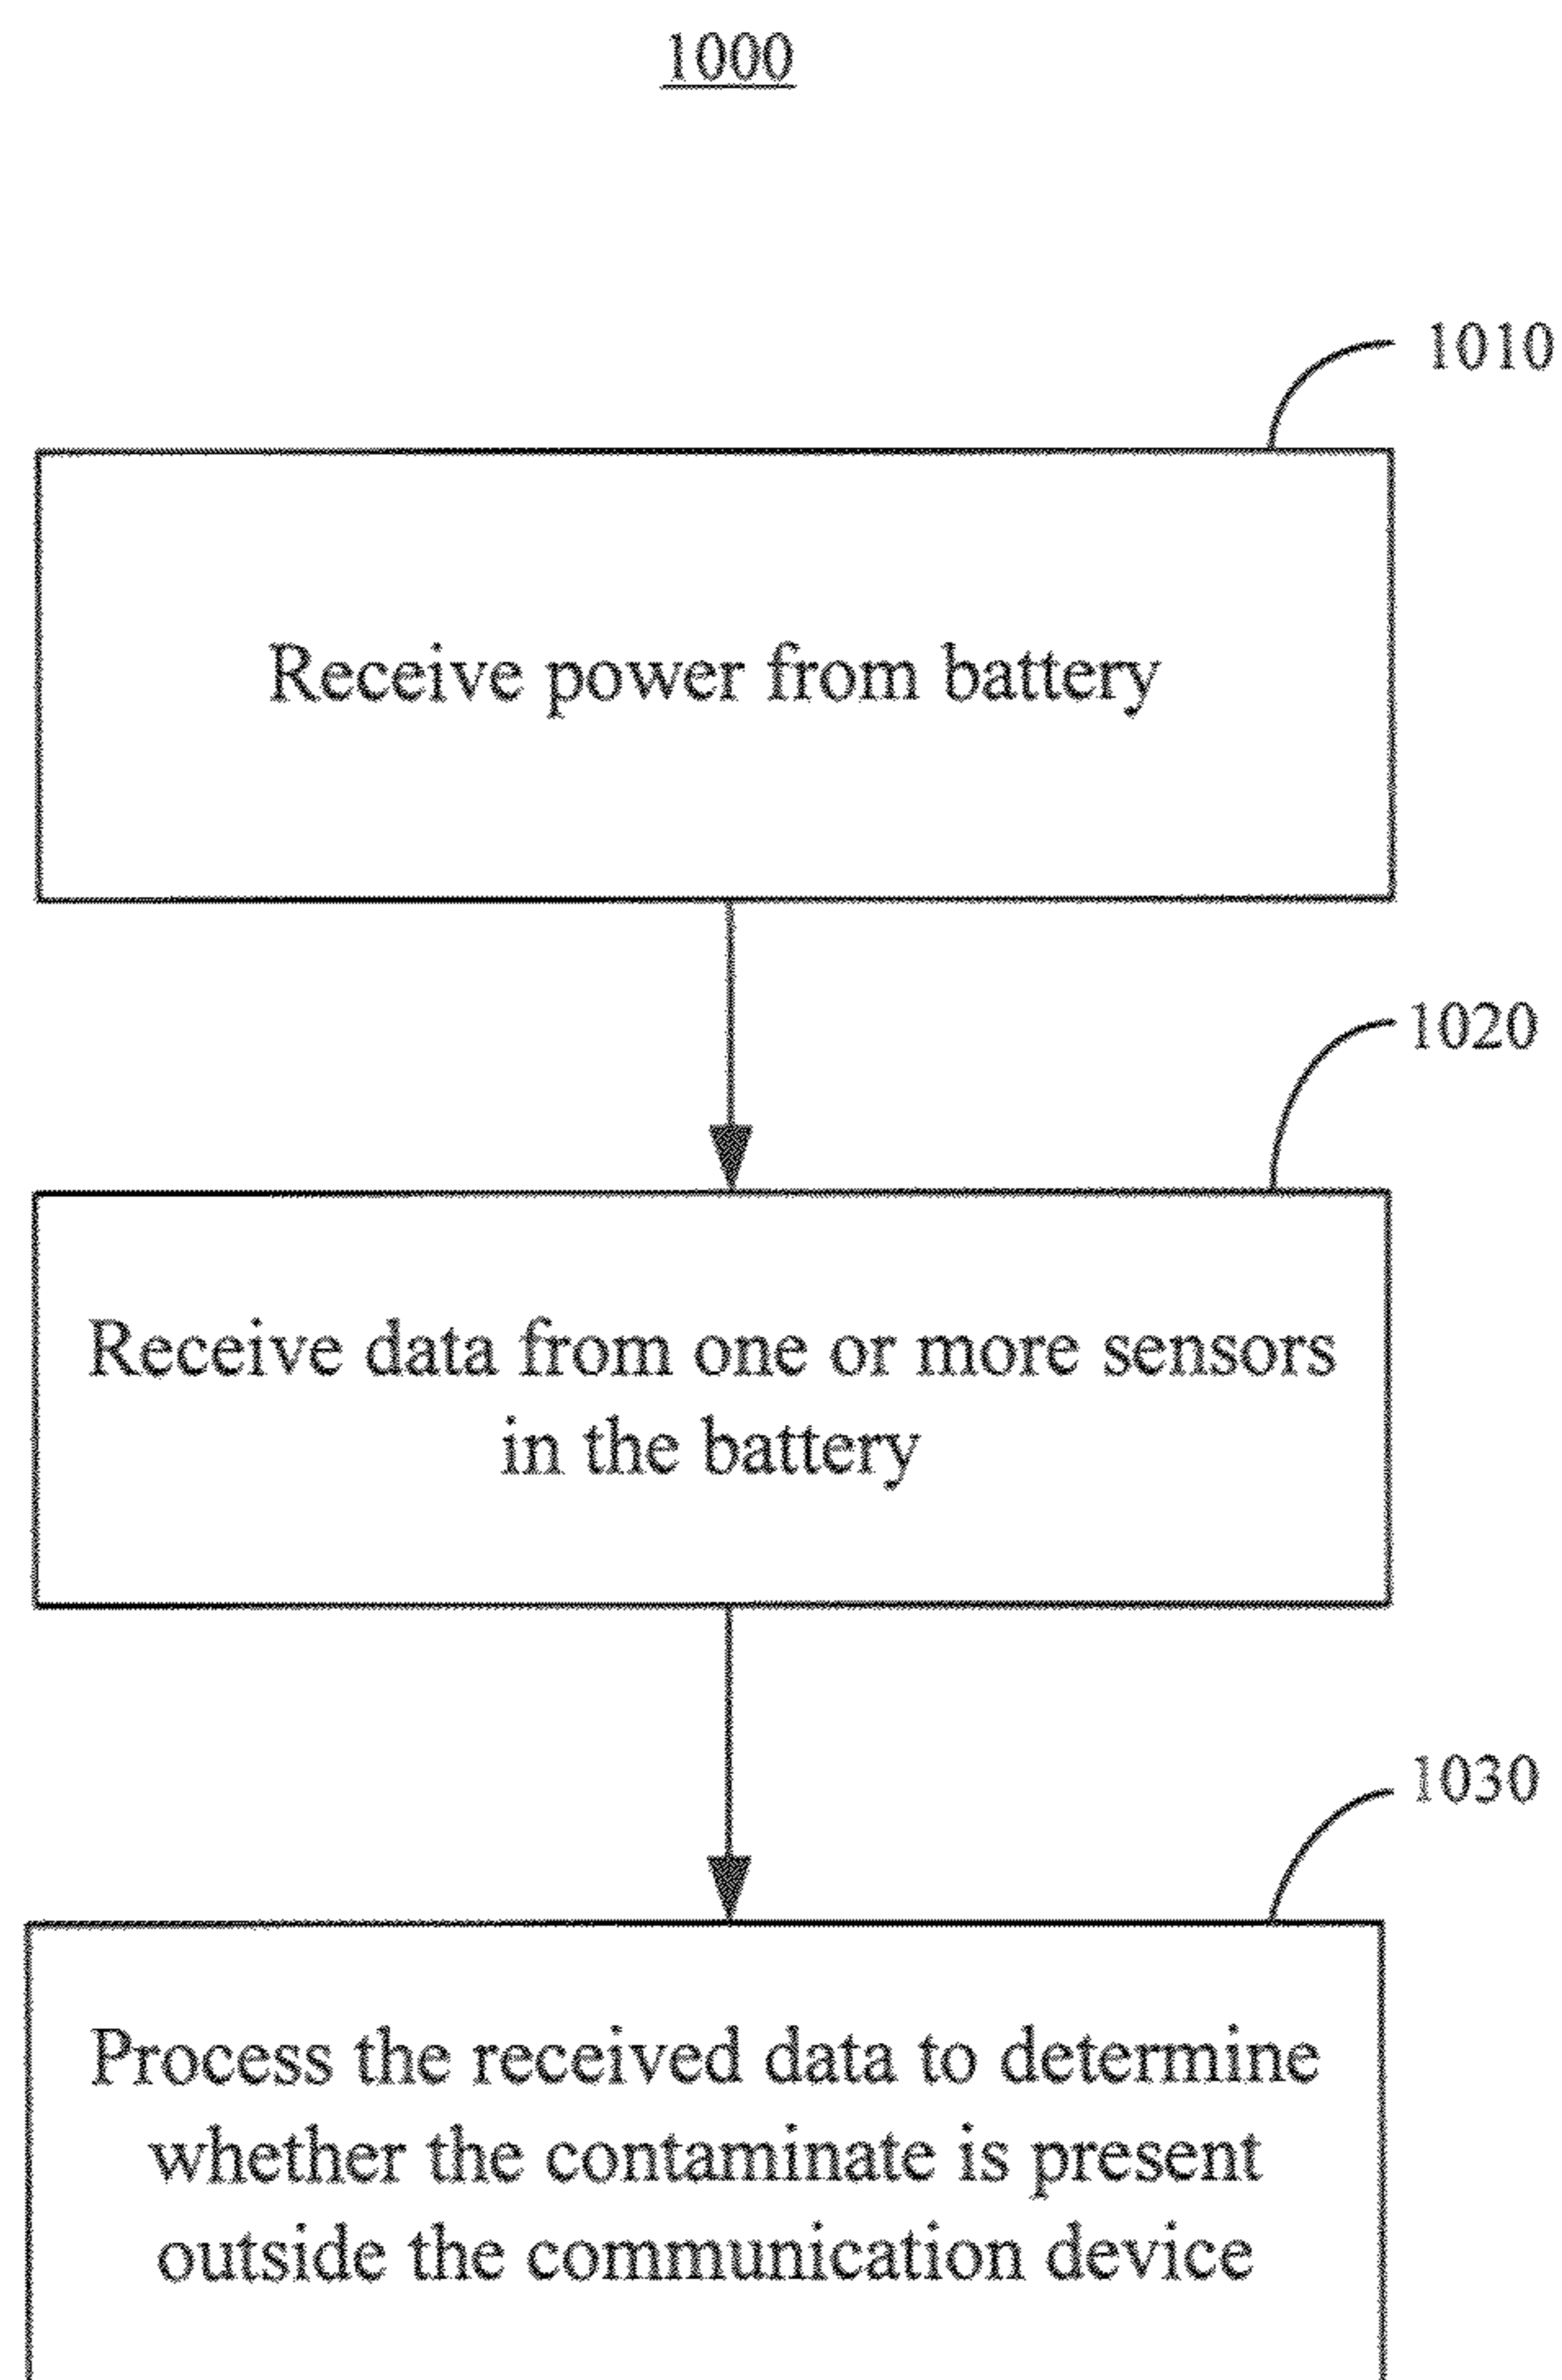 1000
1010
Receive power from battery
1020
Receive data from one or more sensors
in the battery
1030
Process the received data to determine
whether the contaminate is present
outside the communication device